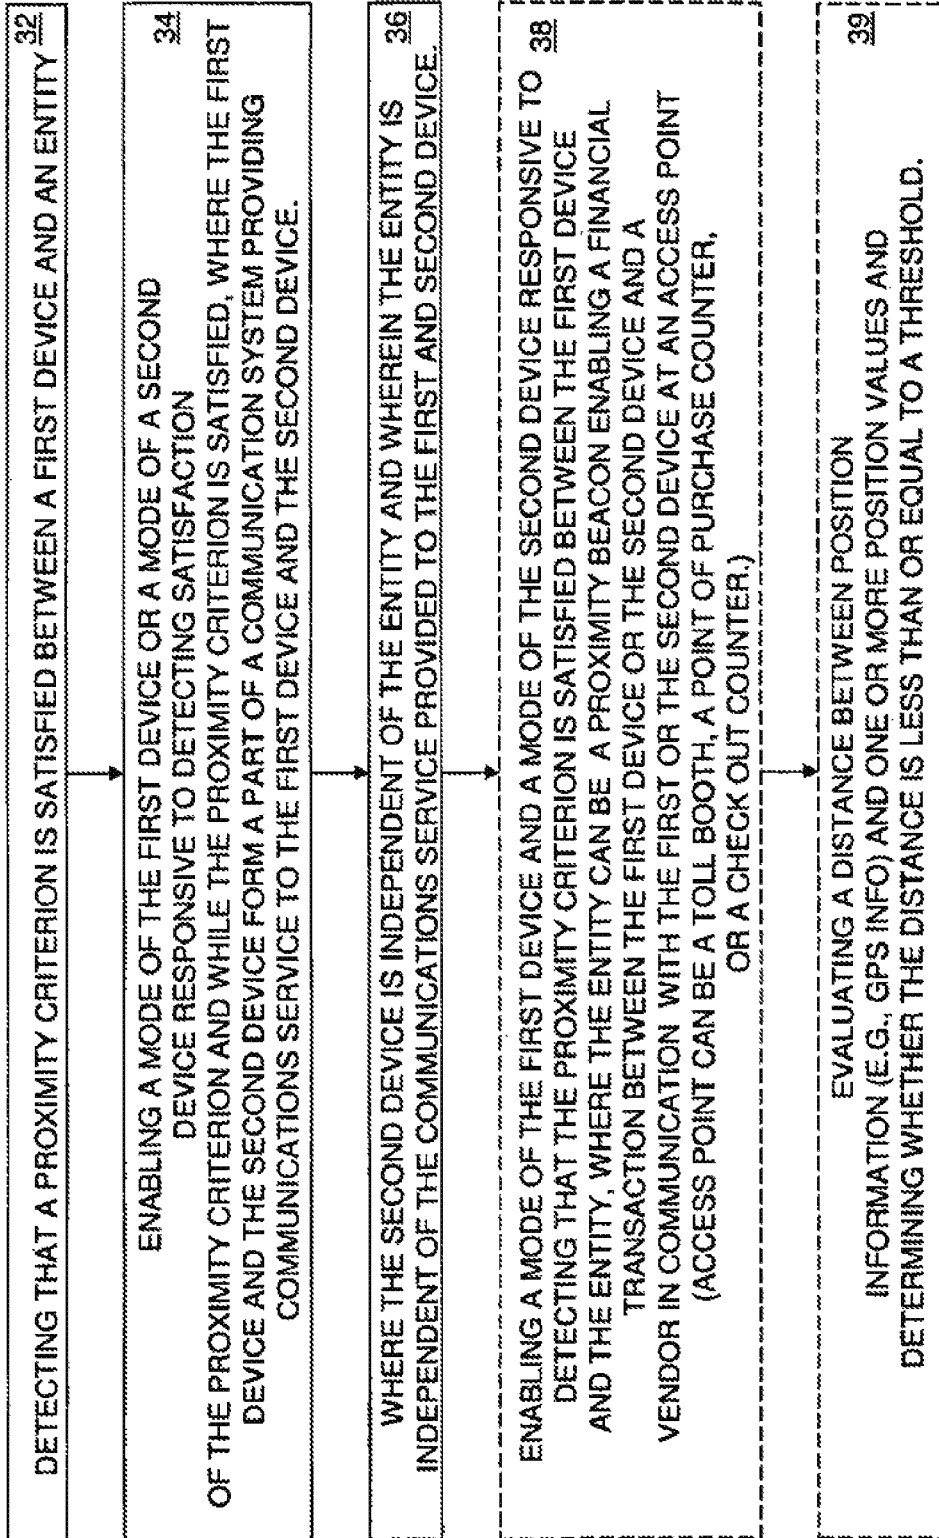 DETECTING THAT A PROXIMITY CRITERION IS SATISFIED BETWEEN A FIRST DEVICE AND AN ENTITY 32
ENABLING A MODE OF THE FIRST DEVICE OR A MODE OF A SECOND 34
DEVICE RESPONSIVE TO DETECTING SATISFACTION
OF THE PROXIMITY CRITERION AND WHILE THE PROXIMITY CRITERION IS SATISFIED, WHERE THE FIRST
DEVICE AND THE SECOND DEVICE FORM A PART OF A COMMUNICATION SYSTEM PROVIDING
COMMUNICATIONS SERVICE TO THE FIRST DEVICE AND THE SECOND DEVICE.
WHERE THE SECOND DEVICE IS INDEPENDENT OF THE ENTITY AND WHEREIN THE ENTITY IS 36
INDEPENDENT OF THE COMMUNICATIONS SERVICE PROVIDED TO THE FIRST AND SECOND DEVICE.
ENABLING A MODE OF THE FIRST DEVICE AND A MODE OF THE SECOND DEVICE RESPONSIVE TO 38
DETECTING THAT THE PROXIMITY CRITERION IS SATISFIED BETWEEN THE FIRST DEVICE
AND THE ENTITY, WHERE THE ENTITY CAN BE A PROXIMITY BEACON ENABLING A FINANCIAL
TRANSACTION BETWEEN THE FIRST DEVICE OR THE SECOND DEVICE AND A
VENDOR IN COMMUNICATION WITH THE FIRST OR THE SECOND DEVICE AT AN ACCESS POINT
(ACCESS POINT CAN BE A TOLL BOOTH, A POINT OF PURCHASE COUNTER,
OR A CHECK OUT COUNTER.)
EVALUATING A DISTANCE BETWEEN POSITION 39
INFORMATION (E.G., GPS INFO) AND ONE OR MORE POSITION VALUES AND
DETERMINING WHETHER THE DISTANCE IS LESS THAN OR EQUAL TO A THRESHOLD.